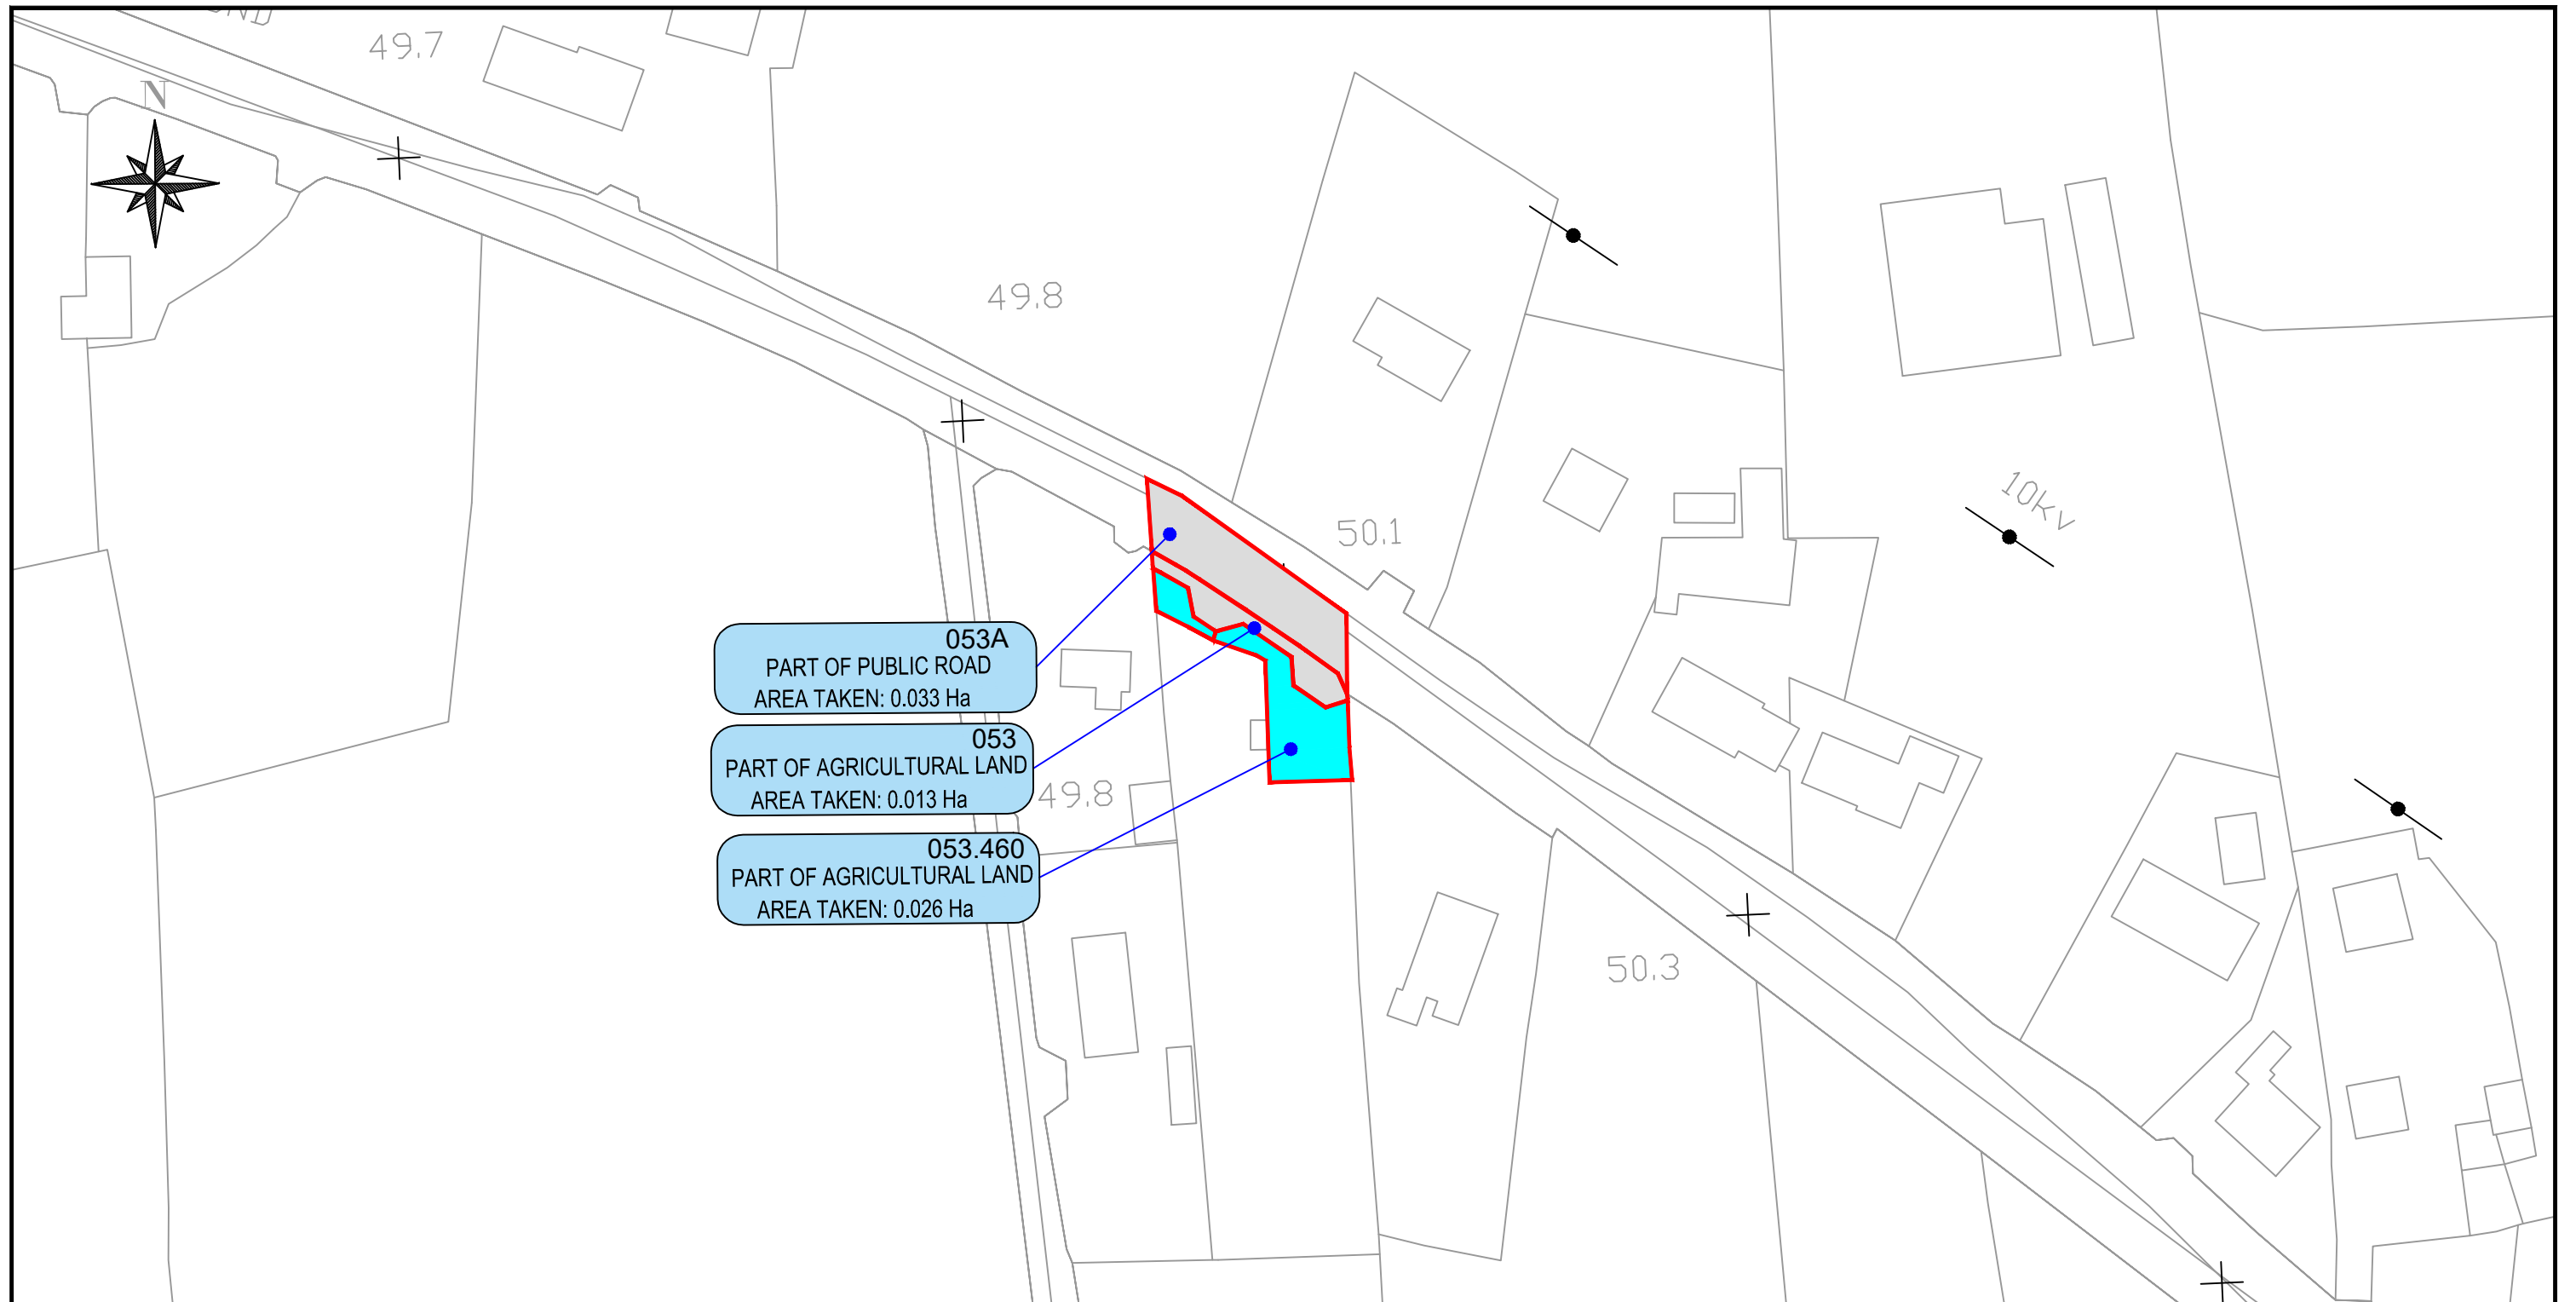 49.7
N
49.8
50.1
10kv
053A
PART OF PUBLIC ROAD
AREA TAKEN: 0.033 Ha
053
PART OF AGRICULTURAL LAND
AREA TAKEN: 0.013 Ha
49.8
053.460
PART OF AGRICULTURAL LAND
AREA TAKEN: 0.026 Ha
50.3